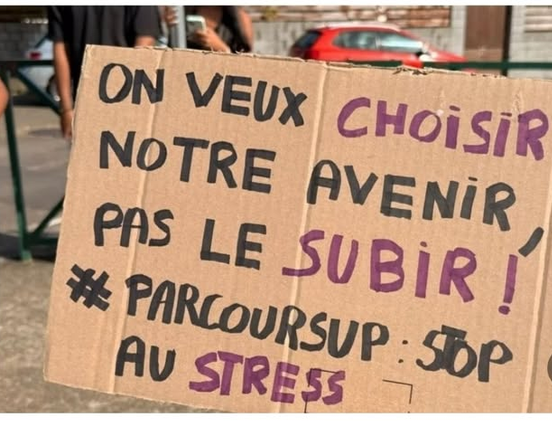 ON VEUX CHOiSiR
NOTRE AVENiR,
PAS LE SUBiR !
# PARCOURSUP : STOP
AU STRESS